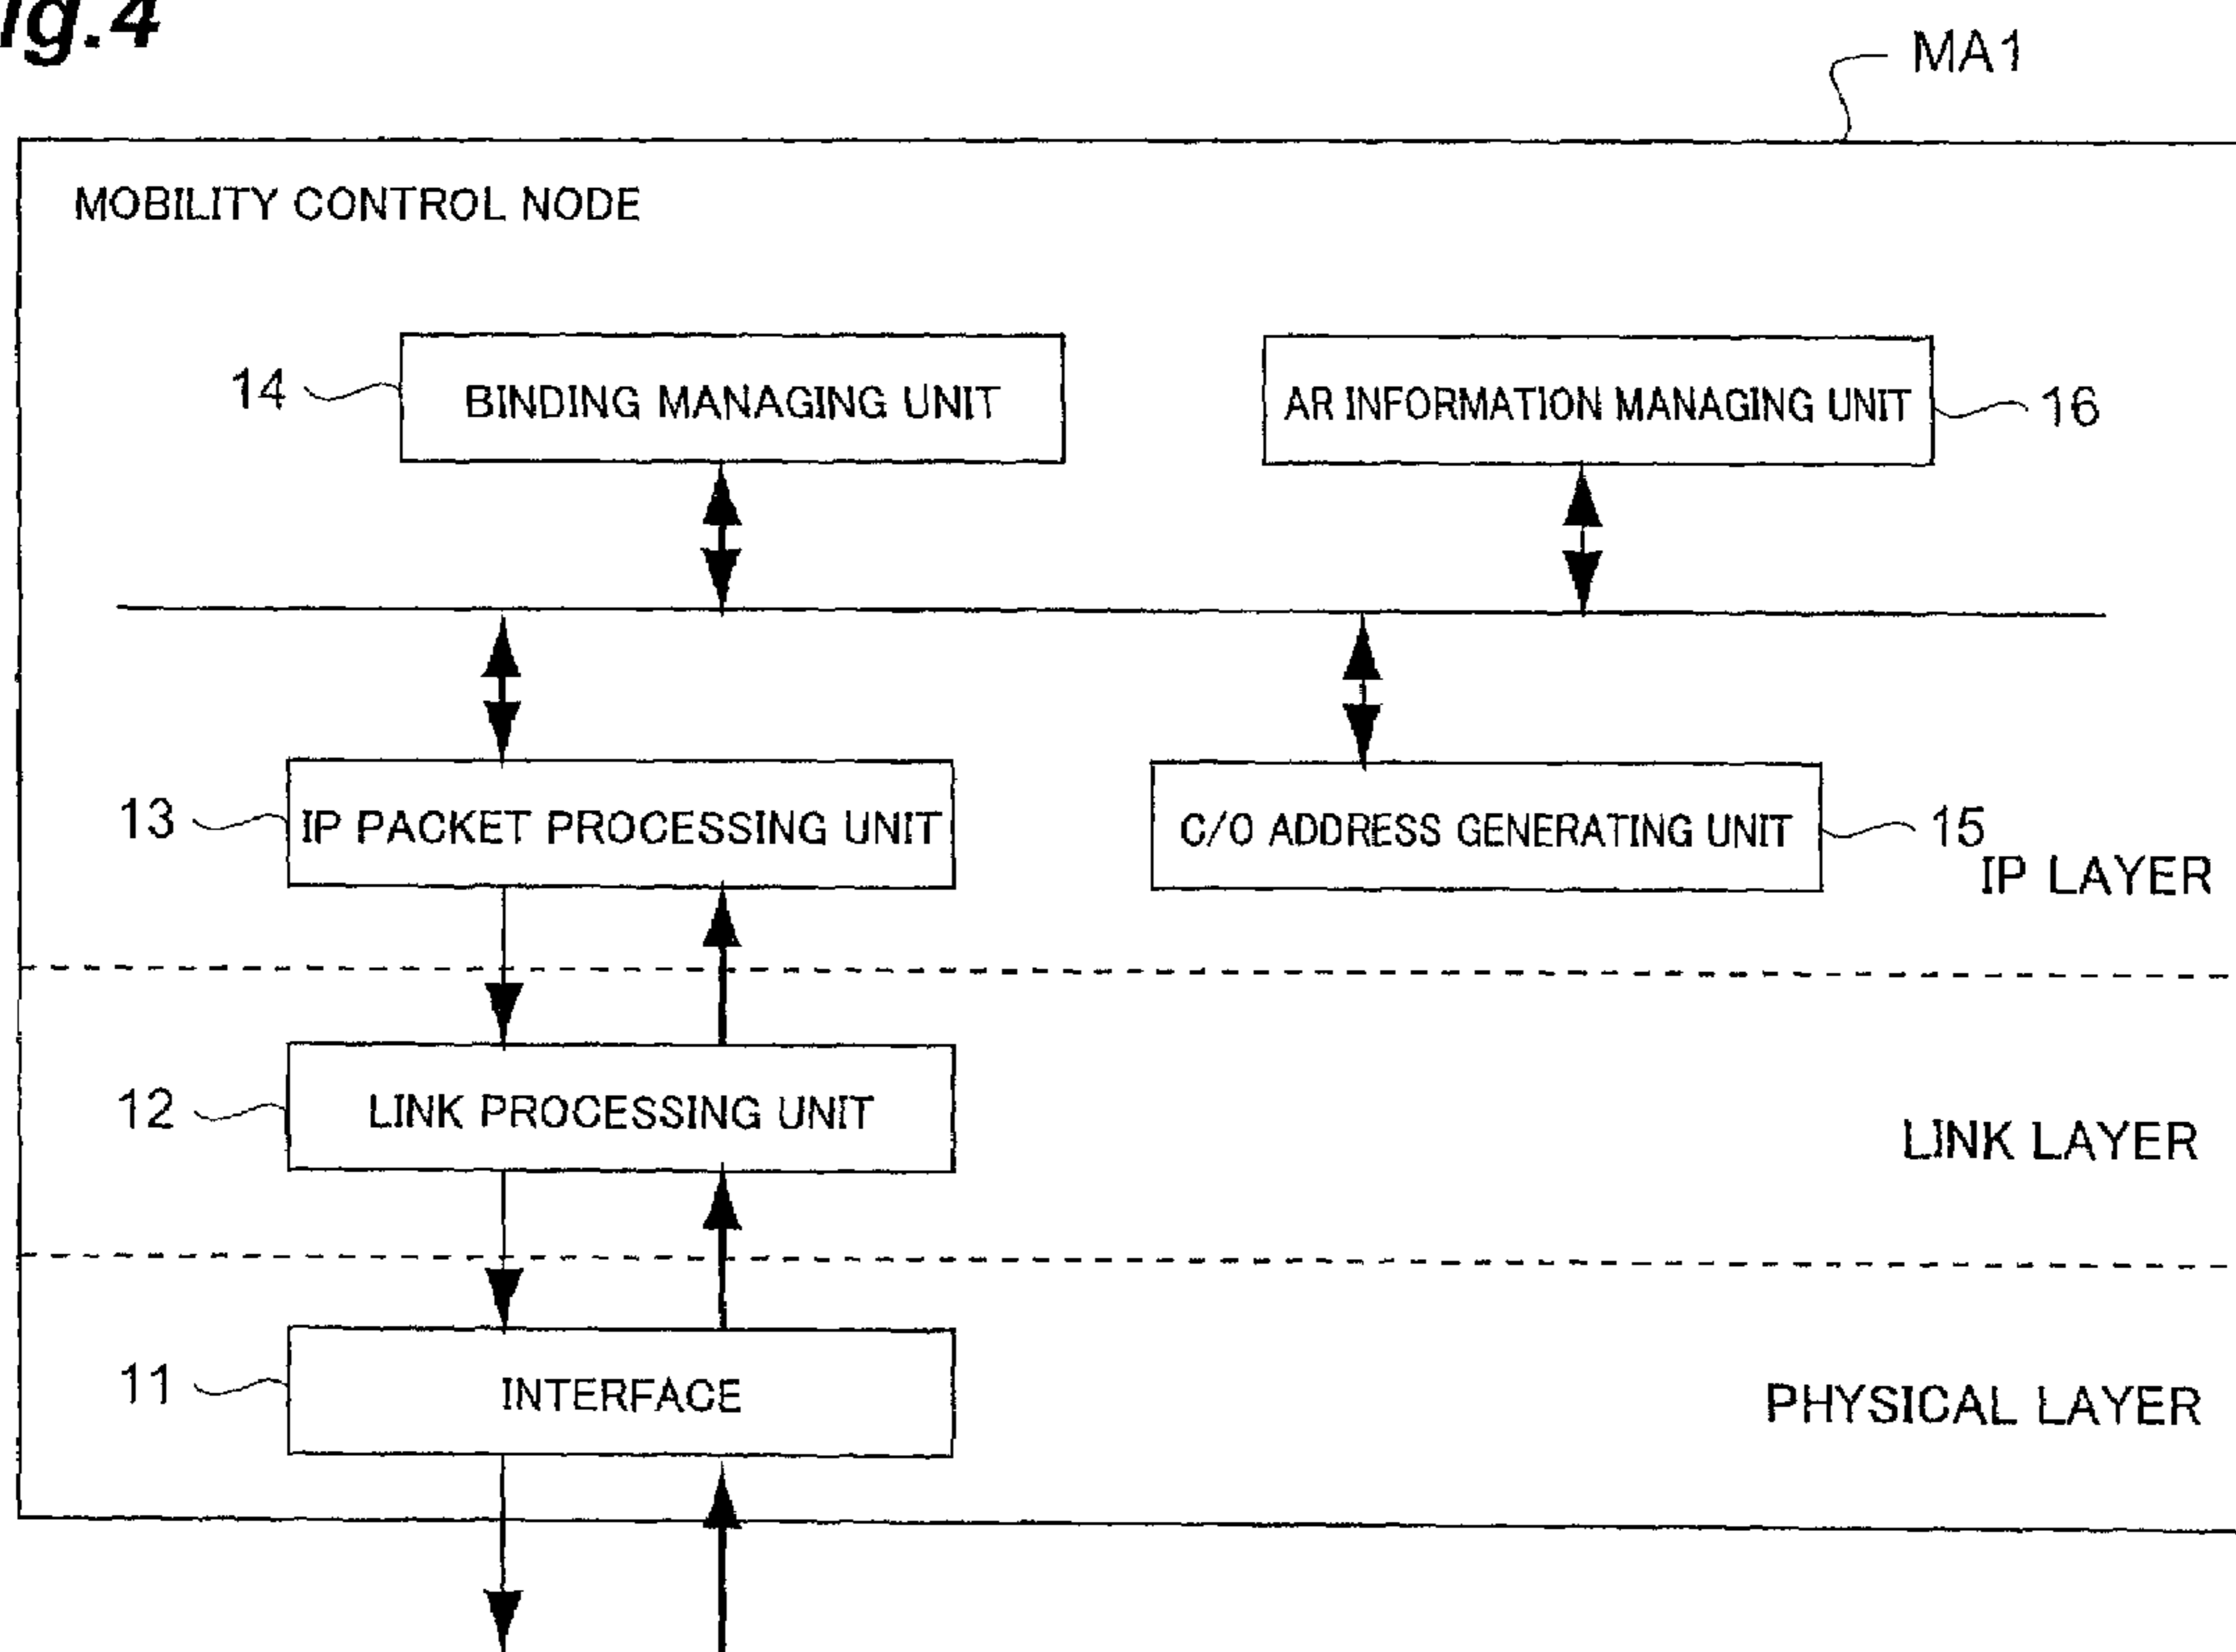 ig.4
MA1
MOBILITY CONTROL NODE
14
BINDING MANAGING UNIT
AR INFORMATION MANAGING UNIT
16
13
IP PACKET PROCESSING UNIT
C/O ADDRESS GENERATING UNIT
15
IP LAYER
12
LINK PROCESSING UNIT
LINK LAYER
11
INTERFACE
PHYSICAL LAYER